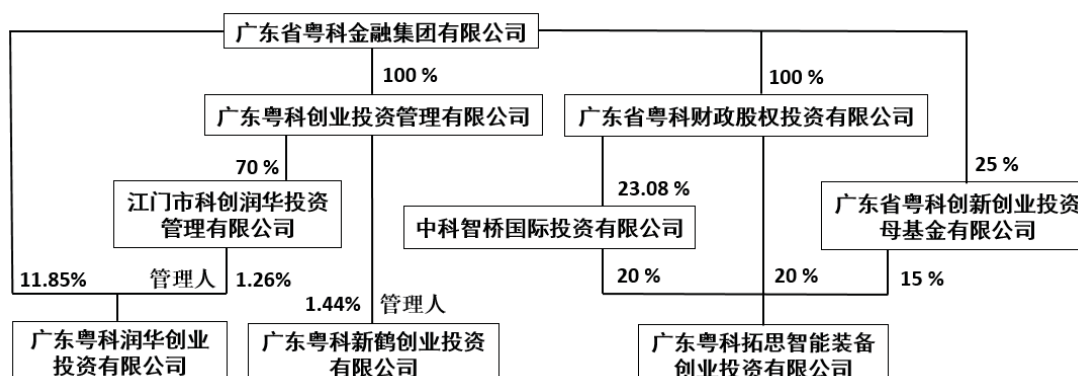 广东省粤科金融集团有限公司
100 %
100 %
广东粤科创业投资管理有限公司
广东省粤科财政股权投资有限公司
70 %
23.08 %
25 %
江门市科创润华投资
管理有限公司
中科智桥国际投资有限公司
广东省粤科创新创业投资
母基金有限公司
11.85%
管理人
1.26%
20 %
20 %
15 %
1.44%
管理人
广东粤科润华创业
投资有限公司
广东粤科新鹤创业投资
有限公司
广东粤科拓思智能装备
创业投资有限公司